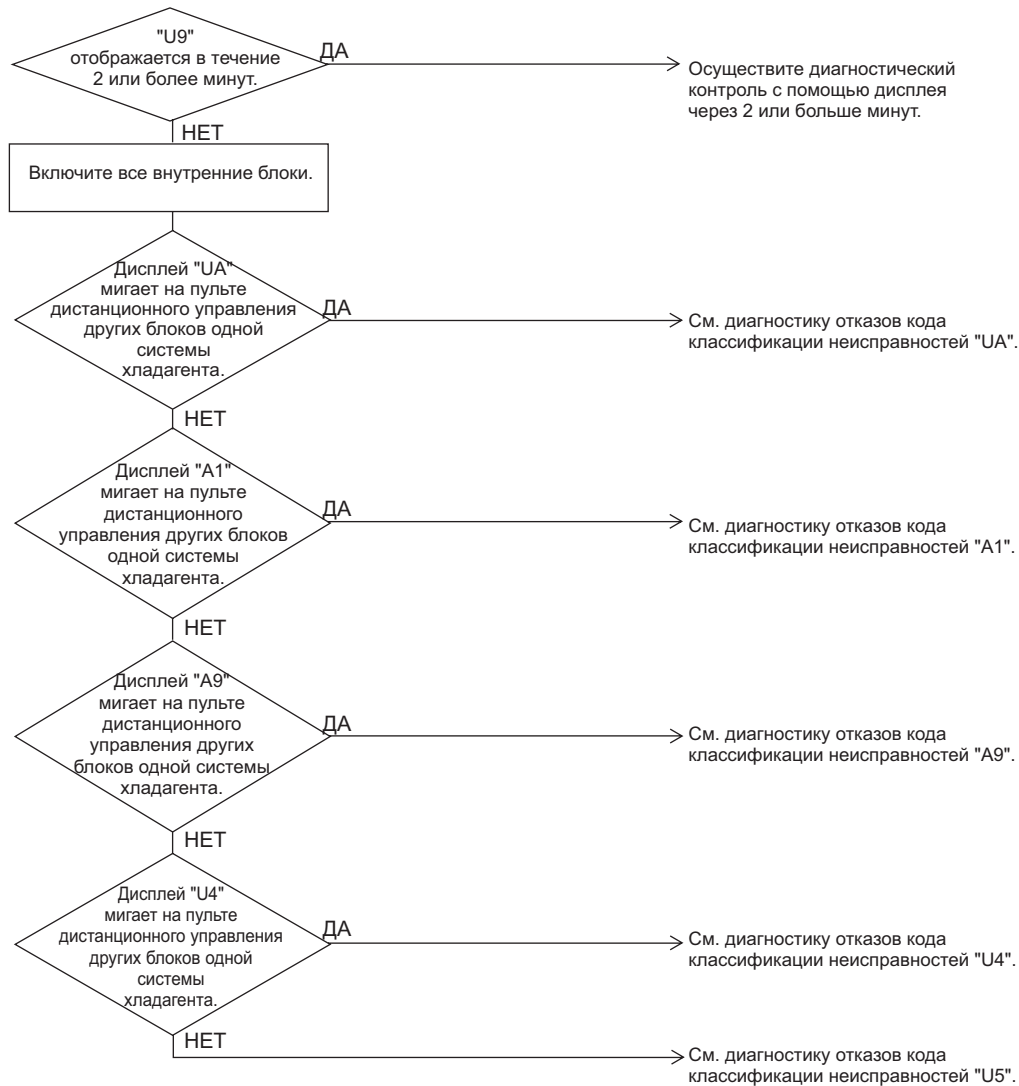 "U9"
отображается в течение
2 или более минут.
ДА
Осуществите диагностический
контроль с помощью дисплея
через 2 или больше минут.
НЕТ
Включите все внутренние блоки.
Дисплей "UA"
мигает на пульте
дистанционного управления
других блоков одной
системы
хладагента.
ДА
См. диагностику отказов кода
классификации неисправностей "UA".
НЕТ
Дисплей "A1"
мигает на пульте
дистанционного
управления других блоков
одной системы
хладагента.
ДА
См. диагностику отказов кода
классификации неисправностей "A1".
НЕТ
Дисплей "A9"
мигает на пульте
дистанционного
управления других
блоков одной системы
хладагента.
ДА
См. диагностику отказов кода
классификации неисправностей "A9".
НЕТ
Дисплей "U4"
мигает на пульте
дистанционного управления
других блоков одной
системы
хладагента.
ДА
См. диагностику отказов кода
классификации неисправностей "U4".
НЕТ
См. диагностику отказов кода
классификации неисправностей "U5".